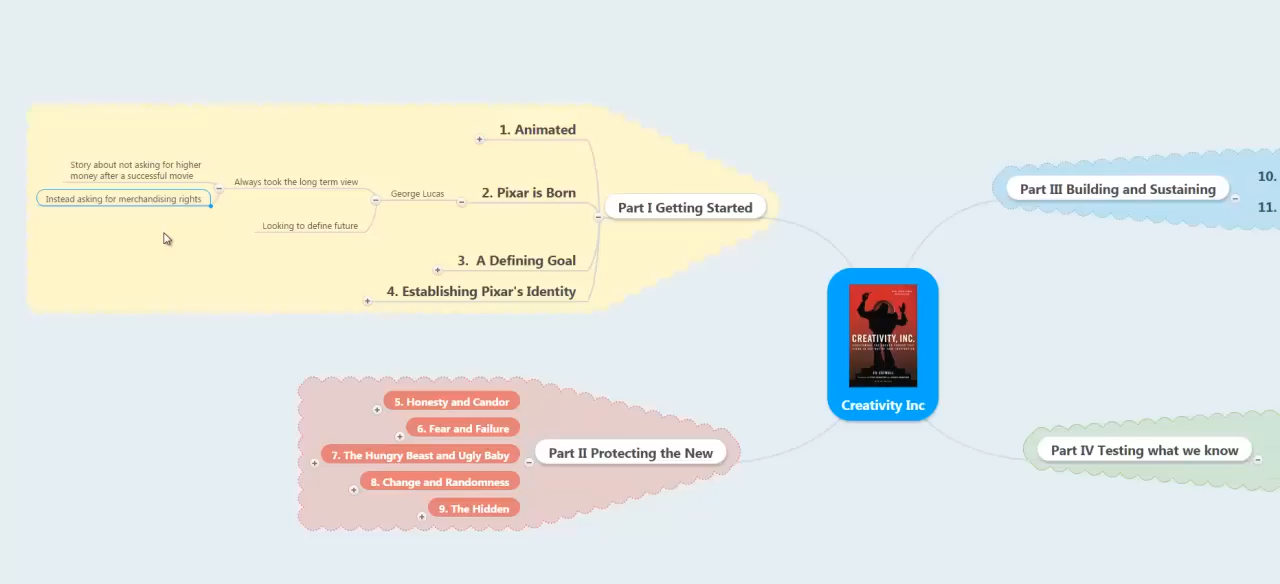 1. Animated
Story about not asking for higher
money after a successful movie
Always took the long term view
Instead asking for merchandising rights
George Lucas
2. Pixar is Born
Looking to define future
3. A Defining Goal
4. Establishing Pixar's Identity
Part I Getting Started
Part III Building and Sustaining
10.
11.
CREATIVITY, INC.
Creativity Inc
5. Honesty and Candor
6. Fear and Failure
7. The Hungry Beast and Ugly Baby
8. Change and Randomness
9. The Hidden
Part II Protecting the New
Part IV Testing what we know